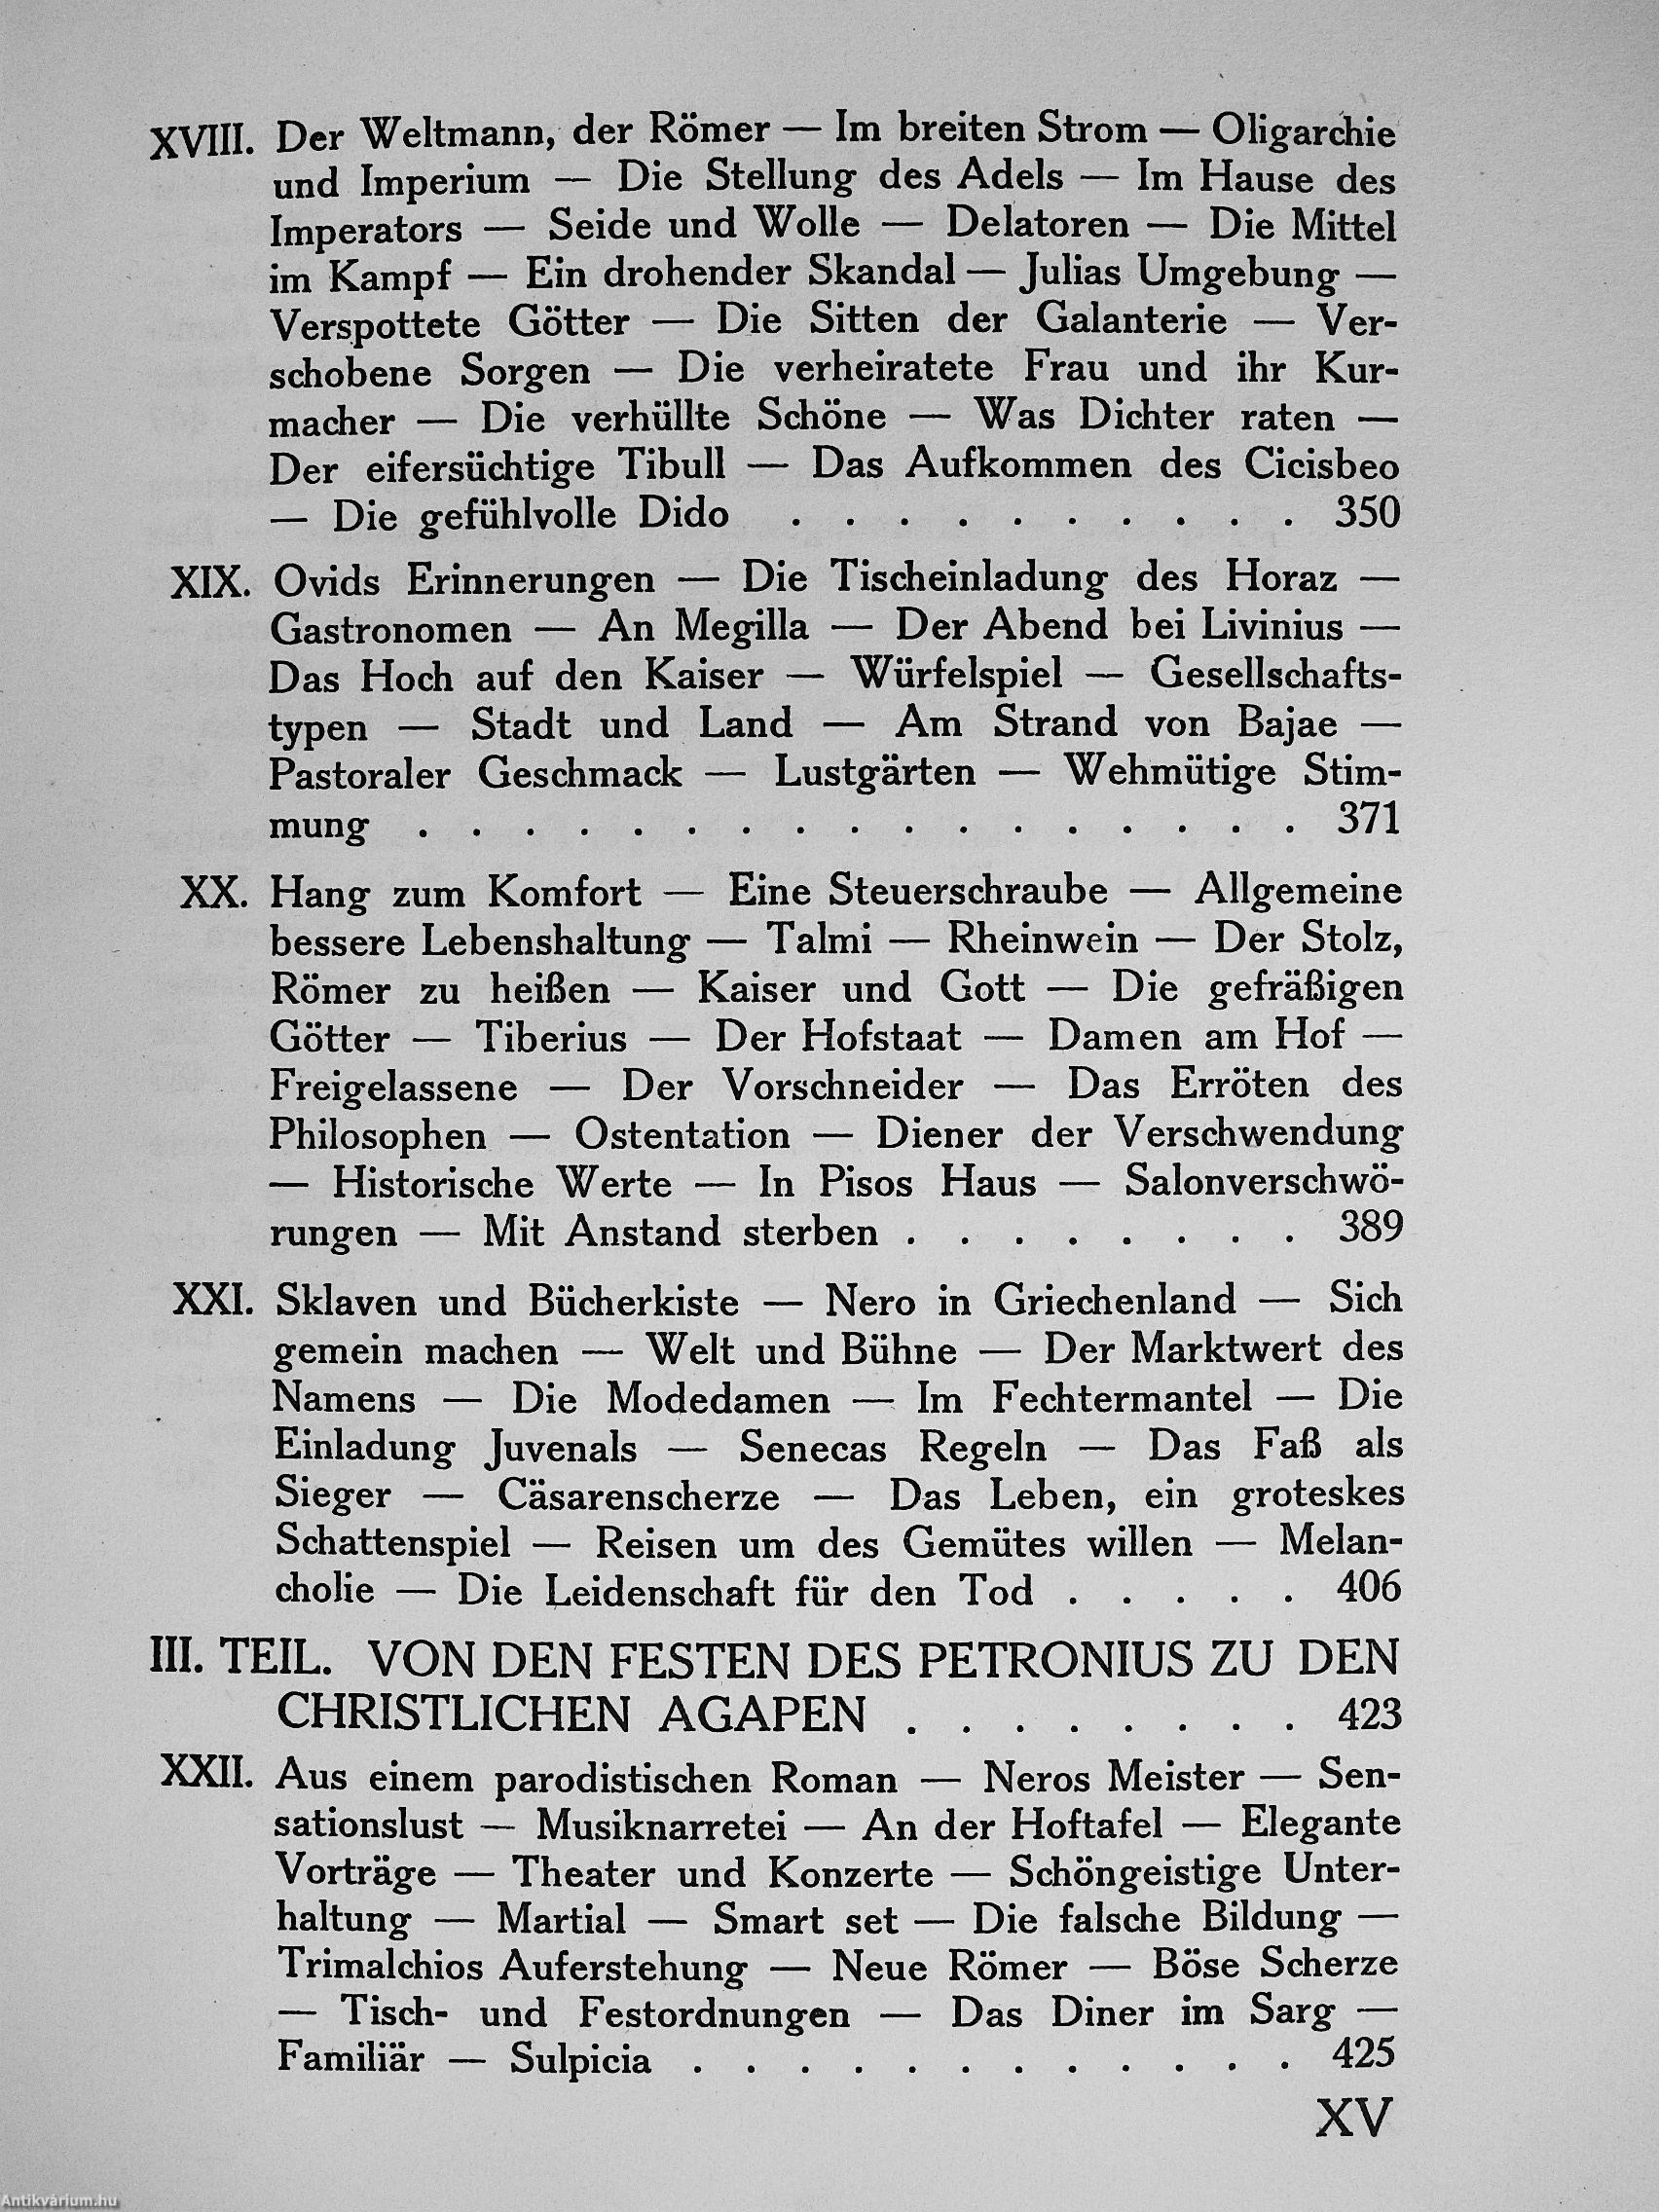 XVIII. Der Weltmann, der Römer — Im breiten Strom — Oligarchie
und Imperium — Die Stellung des Adels — Im Hause des
Imperators — Seide und Wolle — Delatoren — Die Mittel
im Kampf — Ein drohender Skandal — Julias Umgebung —
Verspottete Götter — Die Sitten der Galanterie — Ver-
schobene Sorgen — Die verheiratete Frau und ihr Kur-
macher — Die verhüllte Schöne — Was Dichter raten —
Der eifersüchtige Tibull — Das Aufkommen des Cicisbeo
— Die gefühlvolle Dido . . . . . . . . . . 350
XIX. Ovids Erinnerungen — Die Tischeinladung des Horaz —
Gastronomen — An Megilla — Der Abend bei Livinius —
Das Hoch auf den Kaiser — Würfelspiel — Gesellschafts-
typen — Stadt und Land — Am Strand von Bajae —
Pastoraler Geschmack — Lustgärten — Wehmütige Stim-
mung . . . . . . . . . . . . . . . . . 371
XX. Hang zum Komfort — Eine Steuerschraube — Allgemeine
bessere Lebenshaltung — Talmi — Rheinwein — Der Stolz,
Römer zu heißen — Kaiser und Gott — Die gefräßigen
Götter — Tiberius — Der Hofstaat — Damen am Hof —
Freigelassene — Der Vorschneider — Das Erröten des
Philosophen — Ostentation — Diener der Verschwendung
— Historische Werte — In Pisos Haus — Salonverschwö-
rungen — Mit Anstand sterben . . . . . . . . 389
XXI. Sklaven und Bücherkiste — Nero in Griechenland — Sich
gemein machen — Welt und Bühne — Der Marktwert des
Namens — Die Modedamen — Im Fechtermantel — Die
Einladung Juvenals — Senecas Regeln — Das Faß als
Sieger — Cäsarenscherze — Das Leben, ein groteskes
Schattenspiel — Reisen um des Gemütes willen — Melan-
cholie — Die Leidenschaft für den Tod . . . . . 406
III. TEIL. VON DEN FESTEN DES PETRONIUS ZU DEN
CHRISTLICHEN AGAPEN . . . . . . . . 423
XXII. Aus einem parodistischen Roman — Neros Meister — Sen-
sationslust — Musiknarretei — An der Hoftafel — Elegante
Vorträge — Theater und Konzerte — Schöngeistige Unter-
haltung — Martial — Smart set — Die falsche Bildung —
Trimalchios Auferstehung — Neue Römer — Böse Scherze
— Tisch- und Festordnungen — Das Diner im Sarg —
Familiär — Sulpicia . . . . . . . . . . . . 425
XV
Antikvárium.hu